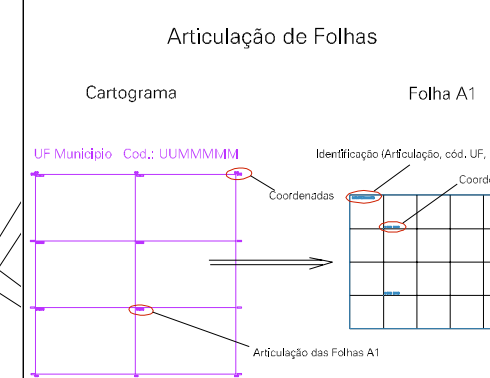 Articulação de Folhas
Cartograma
Folha A1
UF Municipio Cod.: UUMMMMM
Identificação (Articulação, cód. UF,
Coordenadas
Coord
Articulação das Folhas A1